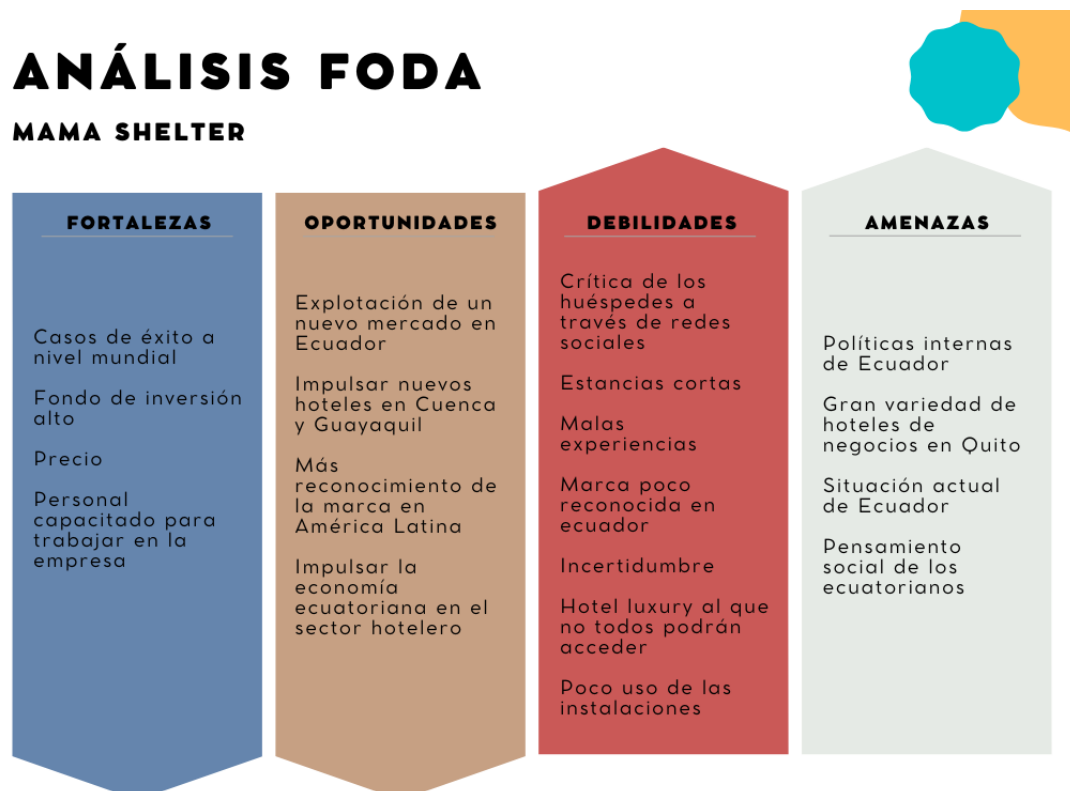 ANÁLISIS FODA
MAMA SHELTER
FORTALEZAS
Casos de éxito a
nivel mundial
Fondo de inversión
alto
Precio
Personal
capacitado para
trabajar en la
empresa
OPORTUNIDADES
Explotación de un
nuevo mercado en
Ecuador
Impulsar nuevos
hoteles en Cuenca
y Guayaquil
Más
reconocimiento de
la marca en
América Latina
Impulsar la
economía
ecuatoriana en el
sector hotelero
DEBILIDADES
Crítica de los
huéspedes a
través de redes
sociales
Estancias cortas
Malas
experiencias
Marca poco
reconocida en
ecuador
Incertidumbre
Hotel luxury al que
no todos podrán
acceder
Poco uso de las
instalaciones
AMENAZAS
Políticas internas
de Ecuador
Gran variedad de
hoteles de
negocios en Quito
Situación actual
de Ecuador
Pensamiento
social de los
ecuatorianos